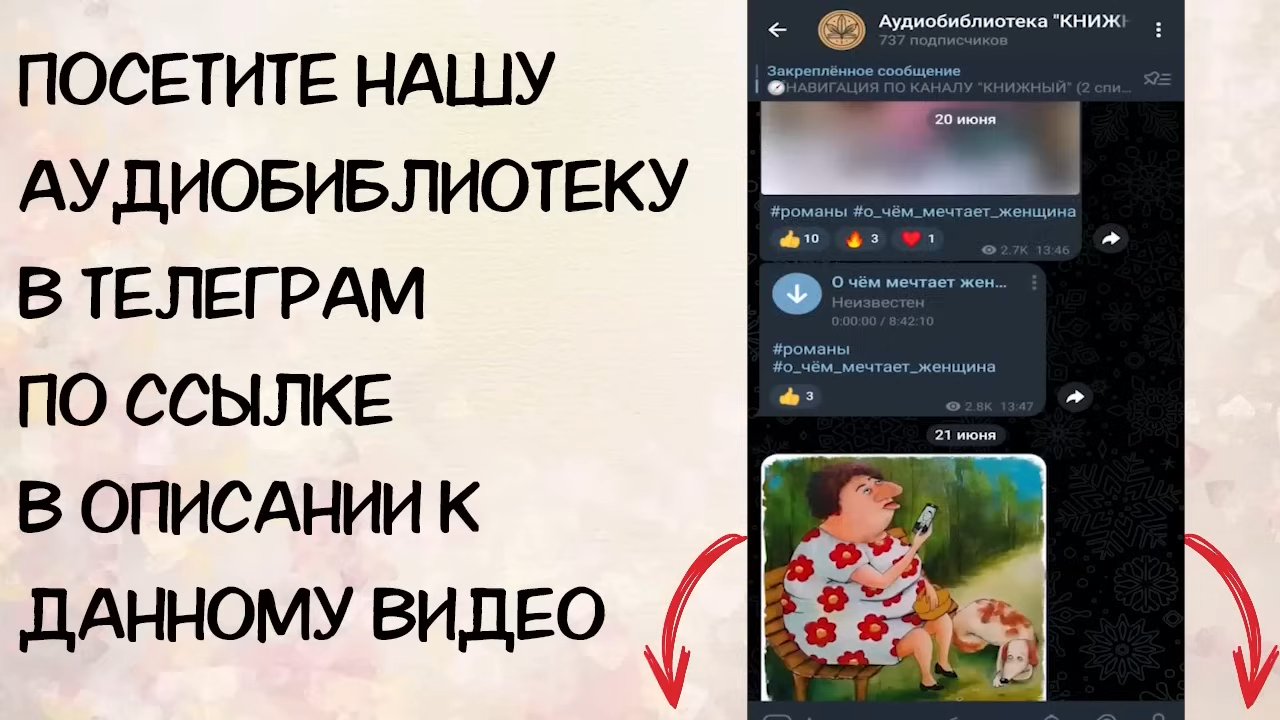 ПОСЕТИТЕ НАШУ
АУДИОБИБЛИОТЕКУ
В ТЕЛЕГРАМ
ПО ССЫЛКЕ
В ОПИСАНИИ К
ДАННОМУ ВИДЕО
Аудиобиблиотека "КНИЖН
737 подписчиков
Закреплённое сообщение
НАВИГАЦИЯ ПО КАНАЛУ "КНИЖНЫЙ" (2 спи...
20 июня
#романы #о_чём_мечтает_женщина
10 3 1
2.7K 13:46
О чём мечтает жен...
Неизвестен
0:00:00 / 8:42:10
#романы
#о_чём_мечтает_женщина
3
2.8K 13:47
21 июня